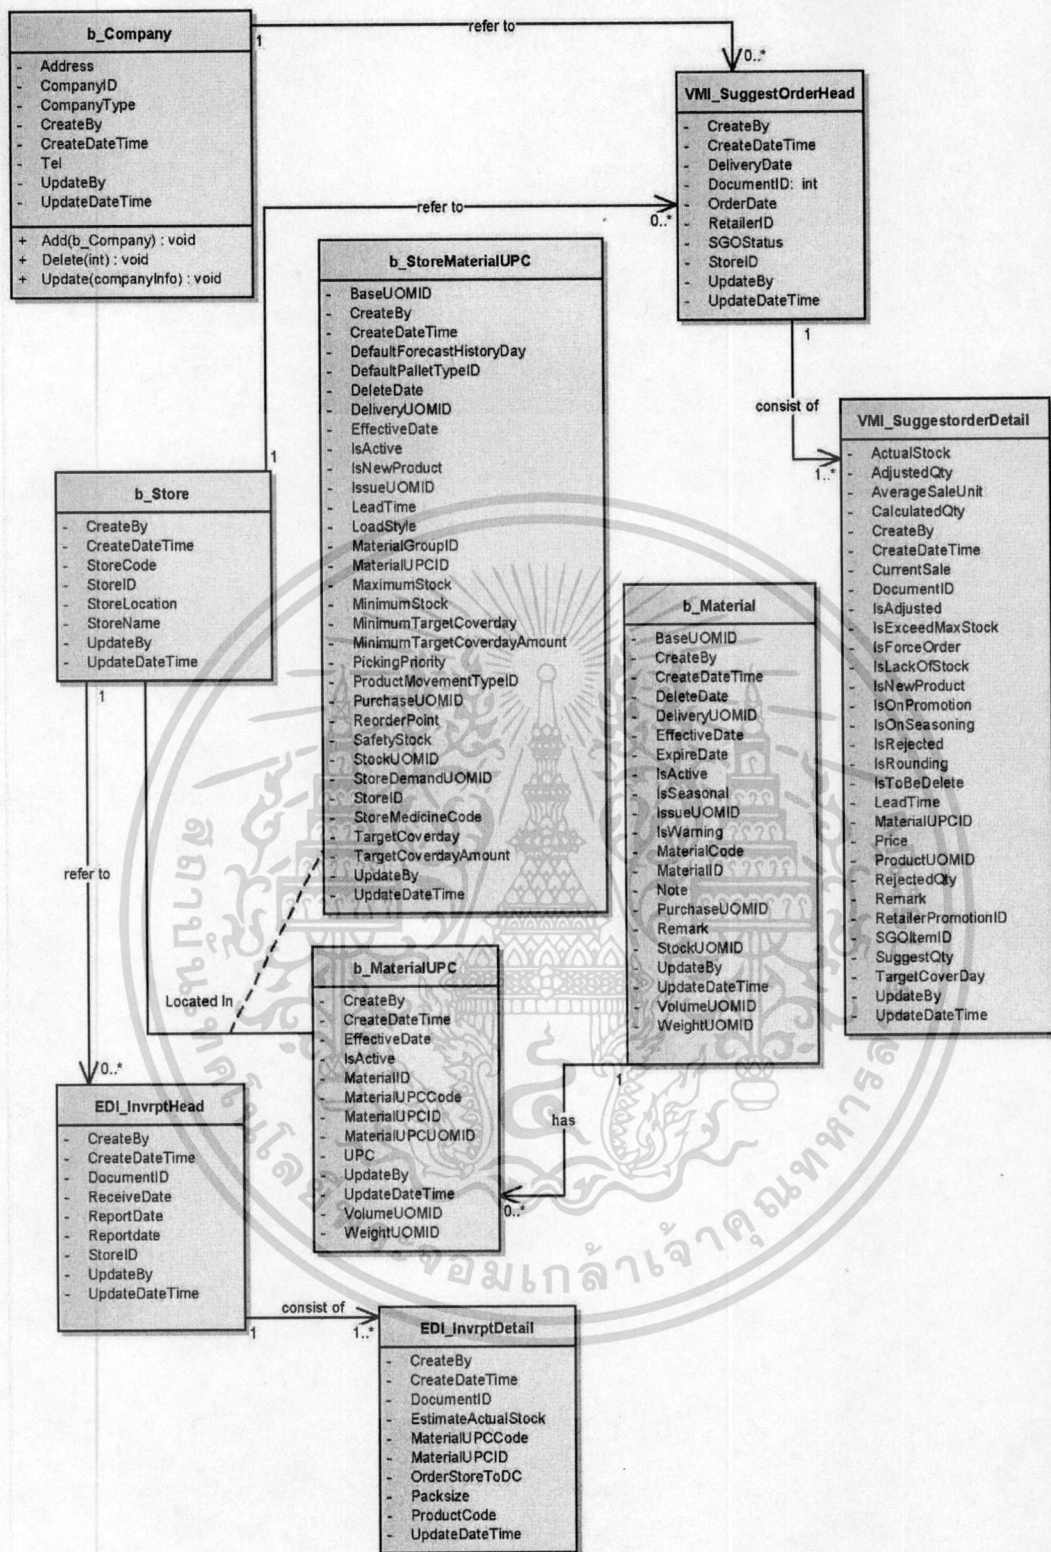 b_Company
- Address
- CompanyID
- CompanyType
- CreateBy
- CreateDateTime
- Tel
- UpdateBy
- UpdateDateTime
+ Add(b_Company) : void
+ Delete(int) : void
+ Update(companyInfo) : void
1
refer to
0..*
VMI_SuggestOrderHead
- CreateBy
- CreateDateTime
- DeliveryDate
- DocumentID: int
- OrderDate
- RetailerID
- SGOStatus
- StoreID
- UpdateBy
- UpdateDateTime
refer to
0..*
1
b_StoreMaterialUPC
- BaseUOMID
- CreateBy
- CreateDateTime
- DefaultForecastHistoryDay
- DefaultPalletTypeID
- DeleteDate
- DeliveryUOMID
- EffectiveDate
- IsActive
- IsNewProduct
- IssueUOMID
- LeadTime
- LoadStyle
- MaterialGroupID
- MaterialUPCID
- MaximumStock
- MinimumStock
- MinimumTargetCoverday
- MinimumTargetCoverdayAmount
- PickingPriority
- ProductMovementTypeID
- PurchaseUOMID
- ReorderPoint
- SafetyStock
- StockUOMID
- StoreDemandUOMID
- StoreID
- StoreMedicineCode
- TargetCoverday
- TargetCoverdayAmount
- UpdateBy
- UpdateDateTime
1
consist of
1..*
VMI_SuggestorderDetail
- ActualStock
- AdjustedQty
- AverageSaleUnit
- CalculatedQty
- CreateBy
- CreateDateTime
- CurrentSale
- DocumentID
- IsAdjusted
- IsExceedMaxStock
- IsForceOrder
- IsLackOfStock
- IsNewProduct
- IsOnPromotion
- IsOnSeasoning
- IsRejected
- IsRounding
- IsToBeDelete
- LeadTime
- MaterialUPCID
- Price
- ProductUOMID
- RejectedQty
- Remark
- RetailerPromotionID
- SGOItemID
- SuggestQty
- TargetCoverDay
- UpdateBy
- UpdateDateTime
b_Store
- CreateBy
- CreateDateTime
- StoreCode
- StoreID
- StoreLocation
- StoreName
- UpdateBy
- UpdateDateTime
1
refer to
0..*
Located In
b_Material
- BaseUOMID
- CreateBy
- CreateDateTime
- DeleteDate
- DeliveryUOMID
- EffectiveDate
- ExpireDate
- IsActive
- IsSeasonal
- IssueUOMID
- IsWarning
- MaterialCode
- MaterialID
- Note
- PurchaseUOMID
- Remark
- StockUOMID
- UpdateBy
- UpdateDateTime
- VolumeUOMID
- WeightUOMID
1
has
0..*
b_MaterialUPC
- CreateBy
- CreateDateTime
- EffectiveDate
- IsActive
- MaterialID
- MaterialUPCCode
- MaterialUPCID
- MaterialUPCUOMID
- UPC
- UpdateBy
- UpdateDateTime
- VolumeUOMID
- WeightUOMID
EDI_InvrptHead
- CreateBy
- CreateDateTime
- DocumentID
- ReceiveDate
- ReportDate
- Reportdate
- StoreID
- UpdateBy
- UpdateDateTime
1
consist of
1..*
EDI_InvrptDetail
- CreateBy
- CreateDateTime
- DocumentID
- EstimateActualStock
- MaterialUPCCode
- MaterialUPCID
- OrderStoreToDC
- Packsize
- ProductCode
- UpdateDateTime